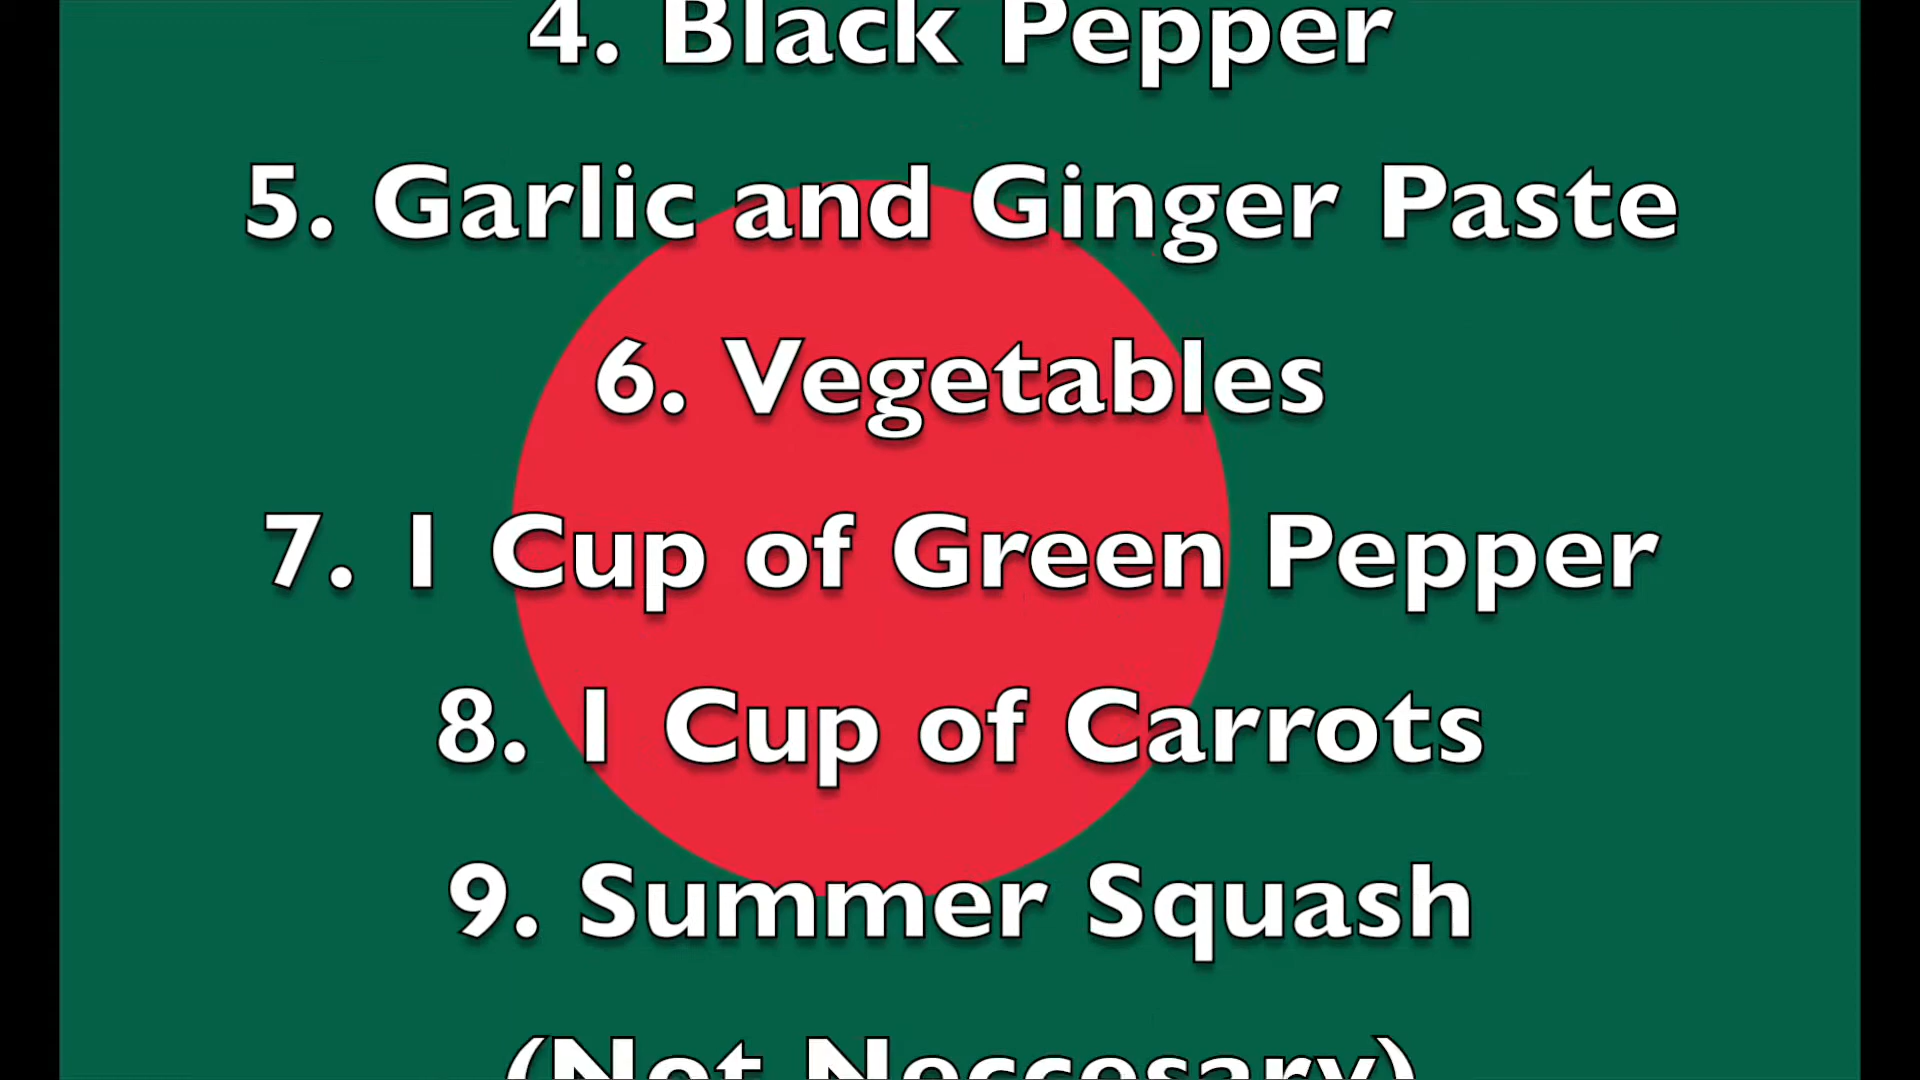 4. Black Pepper
5. Garlic and Ginger Paste
6. Vegetables
7. 1 Cup of Green Pepper
8. 1 Cup of Carrots
9. Summer Squash
(Not Neccesary)